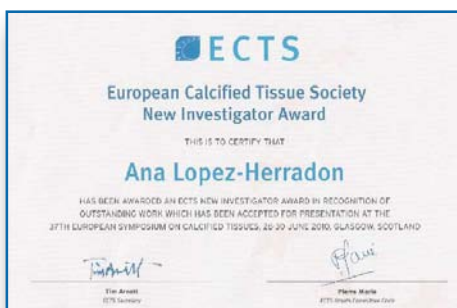 ECTS
European Calcified Tissue Society
New Investigator Award
THIS IS TO CERTIFY THAT
Ana Lopez-Herradon
HAS BEEN AWARDED AN ECTS NEW INVESTIGATOR AWARD IN RECOGNITION OF
OUTSTANDING WORK WHICH HAS BEEN ACCEPTED FOR PRESENTATION AT THE
37TH EUROPEAN SYMPOSIUM ON CALCIFIED TISSUES, 26-30 JUNE 2010, GLASGOW, SCOTLAND
Tim Arnett
Pierre Marie
ECTS Secretary
ECTS